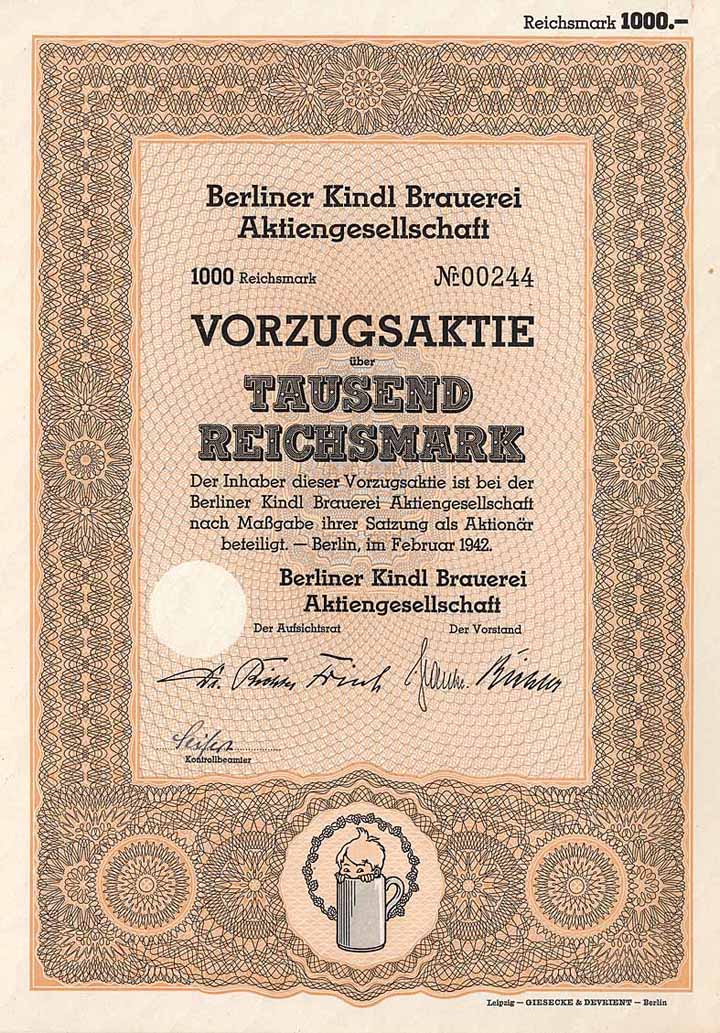 Reichsmark 1000.–
Berliner Kindl Brauerei
Aktiengesellschaft
1000 Reichsmark № 00244
VORZUGSAKTIE
über
TAUSEND
REICHSMARK
Der Inhaber dieser Vorzugsaktie ist bei der
Berliner Kindl Brauerei Aktiengesellschaft
nach Maßgabe ihrer Satzung als Aktionär
beteiligt. — Berlin, im Februar 1942.
Berliner Kindl Brauerei
Aktiengesellschaft
Der Aufsichtsrat Der Vorstand
Dr. Richter
Kontrollbeamter
Leipzig — GIESECKE & DEVRIENT — Berlin